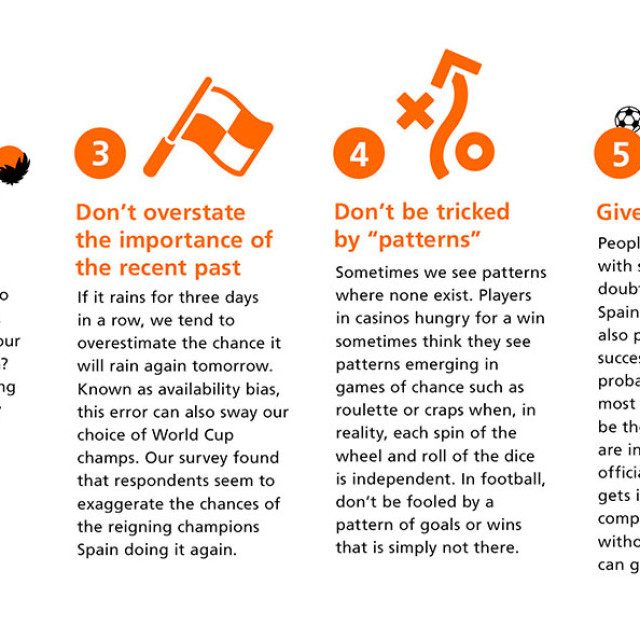 o
our
?
ng
3
Don't overstate
the importance of
the recent past
If it rains for three days
in a row, we tend to
overestimate the chance it
will rain again tomorrow.
Known as availability bias,
this error can also sway our
choice of World Cup
champs. Our survey found
that respondents seem to
exaggerate the chances of
the reigning champions
Spain doing it again.
4
Don't be tricked
by “patterns”
Sometimes we see patterns
where none exist. Players
in casinos hungry for a win
sometimes think they see
patterns emerging in
games of chance such as
roulette or craps when, in
reality, each spin of the
wheel and roll of the dice
is independent. In football,
don't be fooled by a
pattern of goals or wins
that is simply not there.
5
Give
Peopl
with s
doubt
Spain
also p
succes
proba
most
be the
are in
officia
gets i
comp
witho
can g